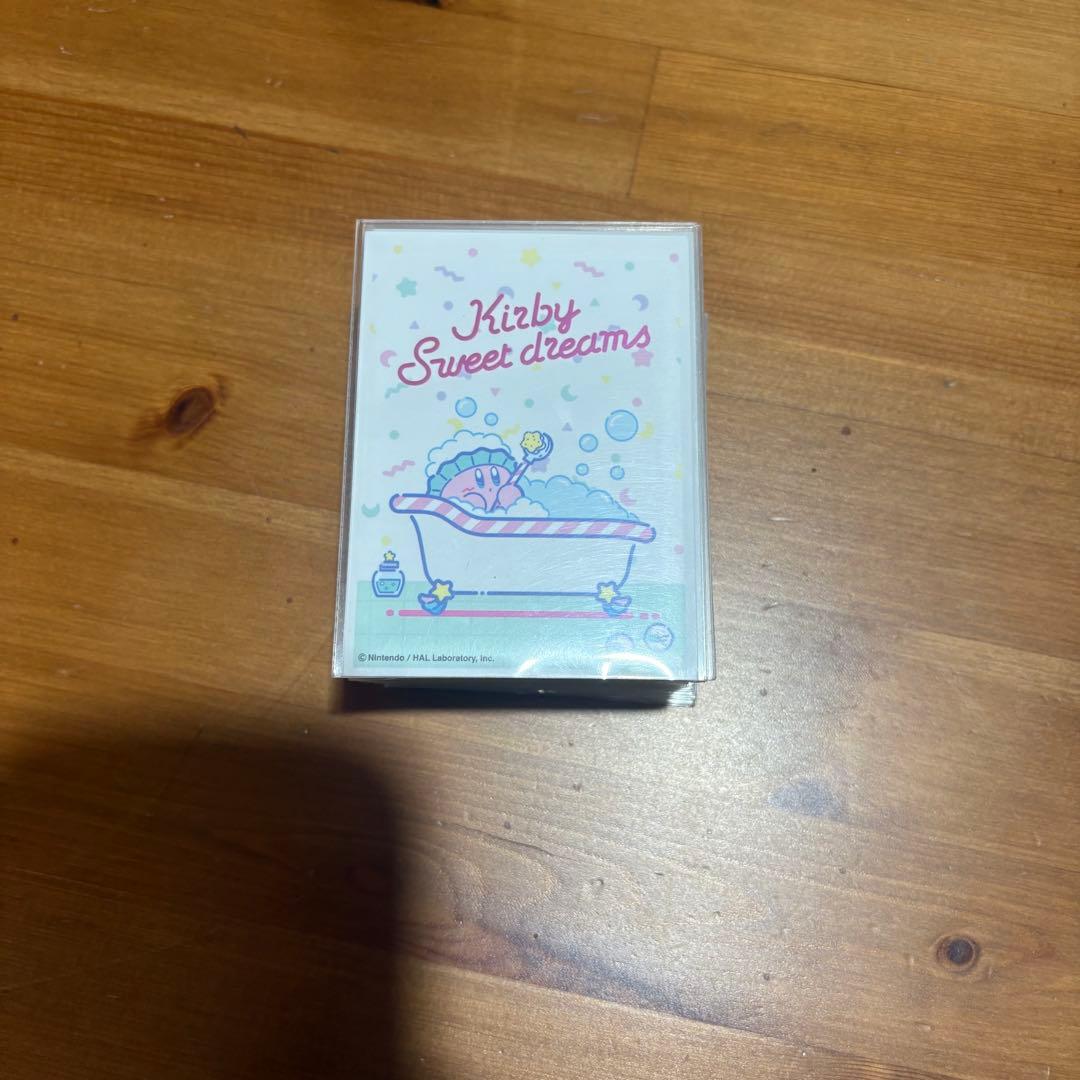 Kirby
Sweet dreams
© Nintendo / HAL Laboratory, Inc.